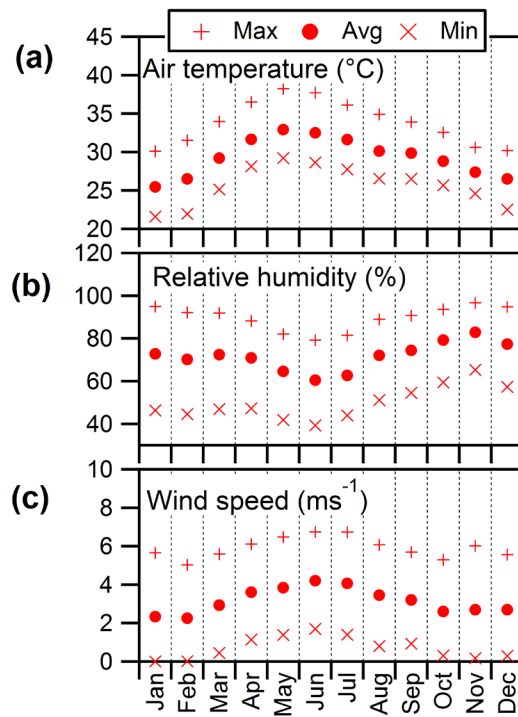 Max Avg Min
(a)
Air temperature (°C)
45
40
35
30
25
20
(b)
Relative humidity (%)
120
100
80
60
40
(c)
Wind speed (ms⁻¹)
10
8
6
4
2
0
Jan Feb Mar Apr May Jun Jul Aug Sep Oct Nov Dec